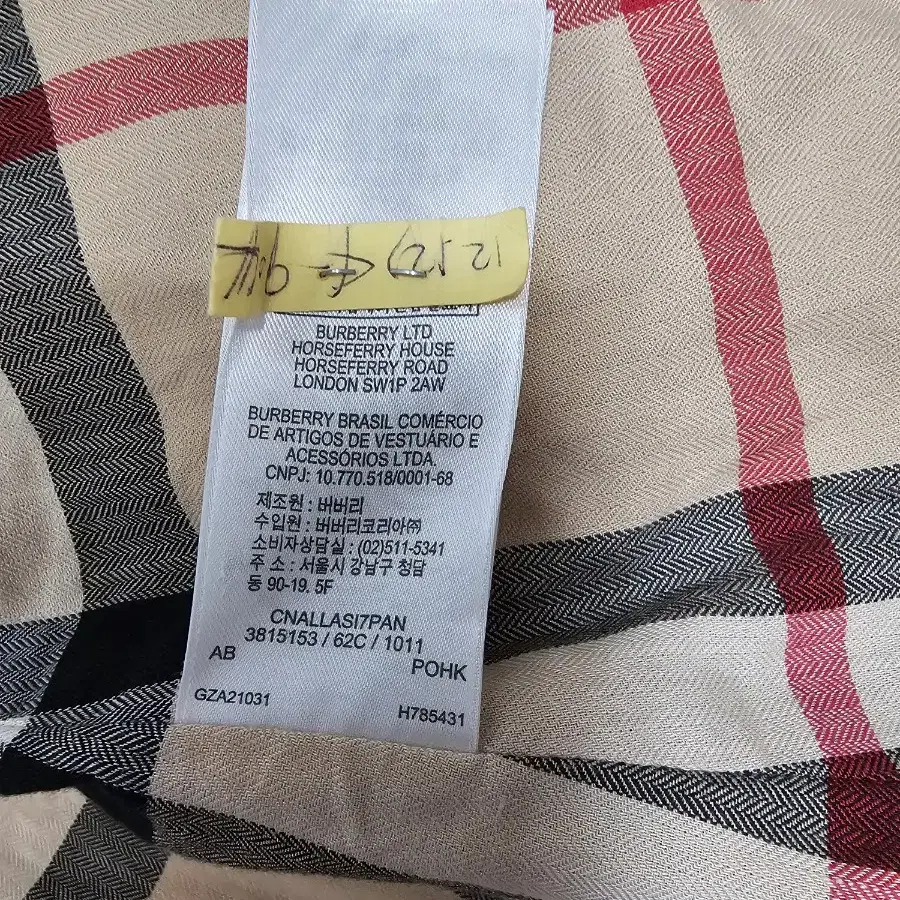 BURBERRY LTD
HORSEFERRY HOUSE
HORSEFERRY ROAD
LONDON SW1P 2AW
BURBERRY BRASIL COMÉRCIO
DE ARTIGOS DE VESTUÁRIO E
ACESSÓRIOS LTDA.
CNPJ: 10.770.518/0001-68
제조원 : 버버리
수입원 : 버버리코리아㈜
소비자상담실 : (02)511-5341
주 소 : 서울시 강남구 청담
동 90-19. 5F
CNALLASI7PAN
3815153 / 62C / 1011
AB
POHK
GZA21031
H785431